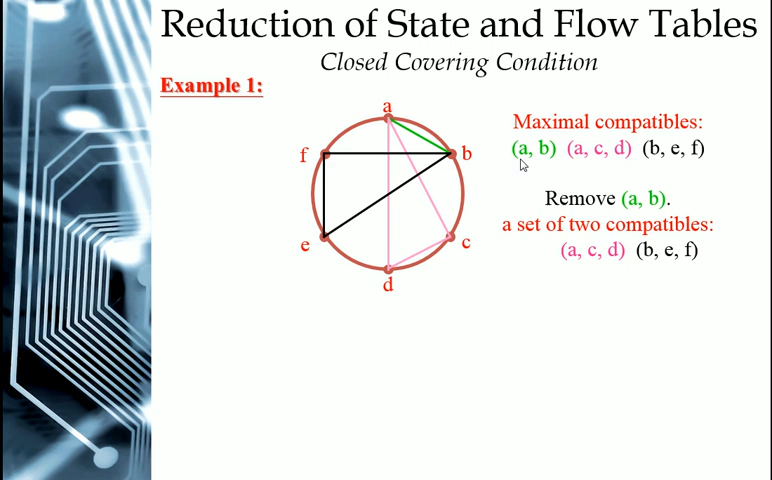 Reduction of State and Flow Tables
Closed Covering Condition
Example 1:
a
f
b
e
c
d
Maximal compatibles:
(a, b) (a, c, d) (b, e, f)
Remove (a, b).
a set of two compatibles:
(a, c, d) (b, e, f)